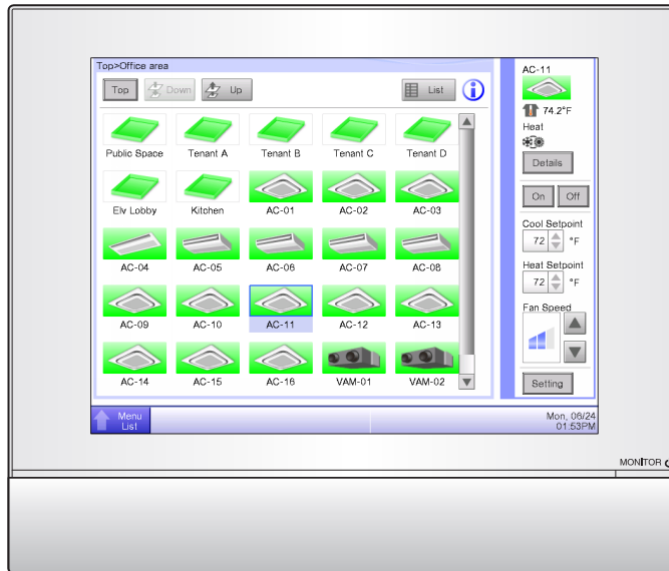 Top>Office area
Top
Down
Up
List
Public Space
Tenant A
Tenant B
Tenant C
Tenant D
Elv Lobby
Kitchen
AC-01
AC-02
AC-03
AC-04
AC-05
AC-06
AC-07
AC-08
AC-09
AC-10
AC-11
AC-12
AC-13
AC-14
AC-15
AC-16
VAM-01
VAM-02
AC-11
74.2°F
Heat
Details
On
Off
Cool Setpoint
72 °F
Heat Setpoint
72 °F
Fan Speed
Setting
Menu
List
Mon, 06/24
01:53PM
MONITOR